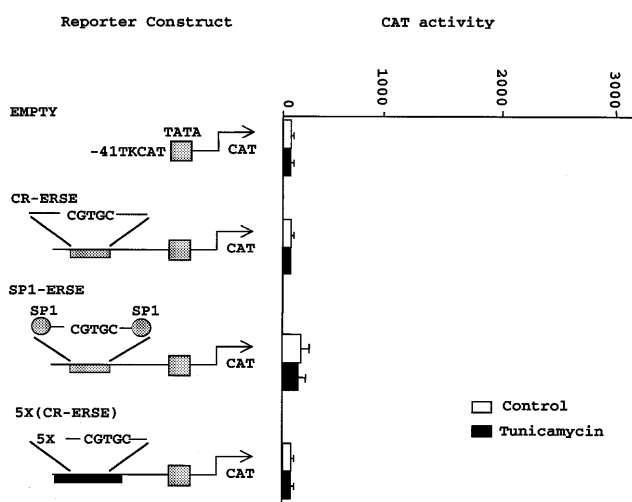 Reporter Construct
CAT activity
0
1000
2000
3000
EMPTY
TATA
-41TKCAT
CAT
CR-ERSE
CGTGC
CAT
SP1-ERSE
SP1
SP1
CGTGC
CAT
Control
Tunicamycin
5X(CR-ERSE)
5X
CGTGC
CAT